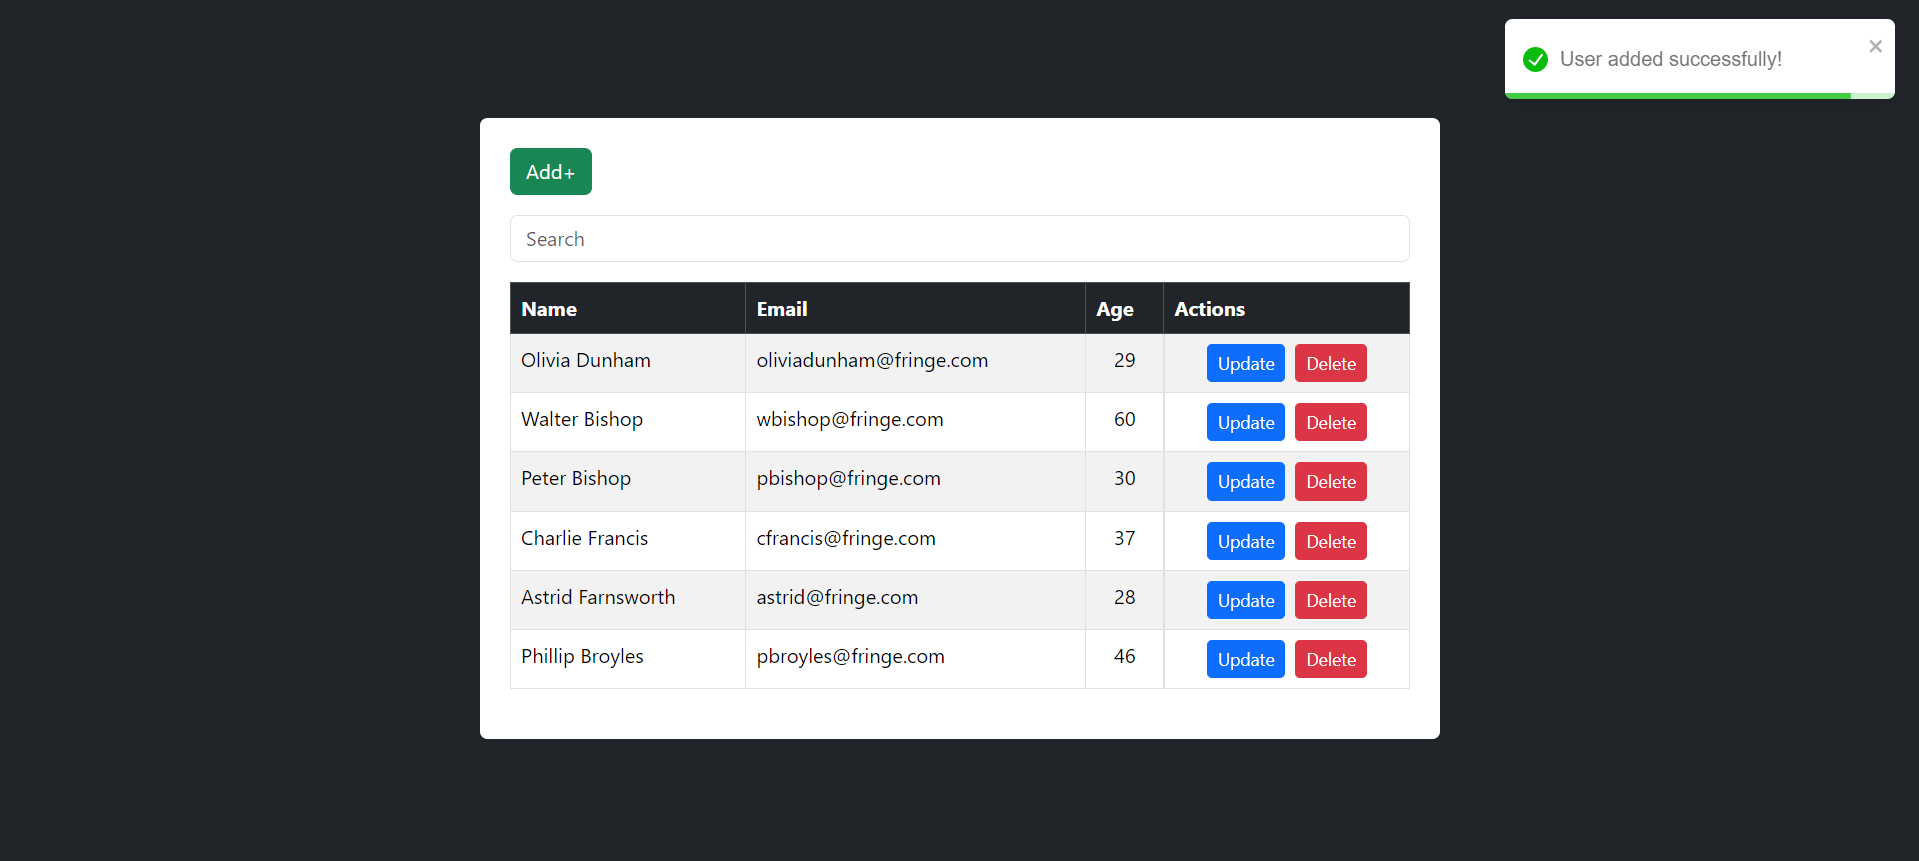 User added successfully!
Add+
Search
Name Email Age Actions
Olivia Dunham oliviadunham@fringe.com 29 Update Delete
Walter Bishop wbishop@fringe.com 60 Update Delete
Peter Bishop pbishop@fringe.com 30 Update Delete
Charlie Francis cfrancis@fringe.com 37 Update Delete
Astrid Farnsworth astrid@fringe.com 28 Update Delete
Phillip Broyles pbroyles@fringe.com 46 Update Delete